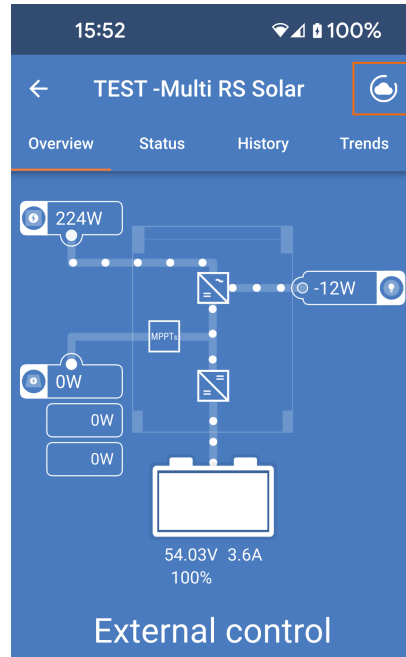 15:52 100%
TEST -Multi RS Solar
Overview Status History Trends
224W
-12W
MPPTs
0W
0W
0W
54.03V 3.6A
100%
External control